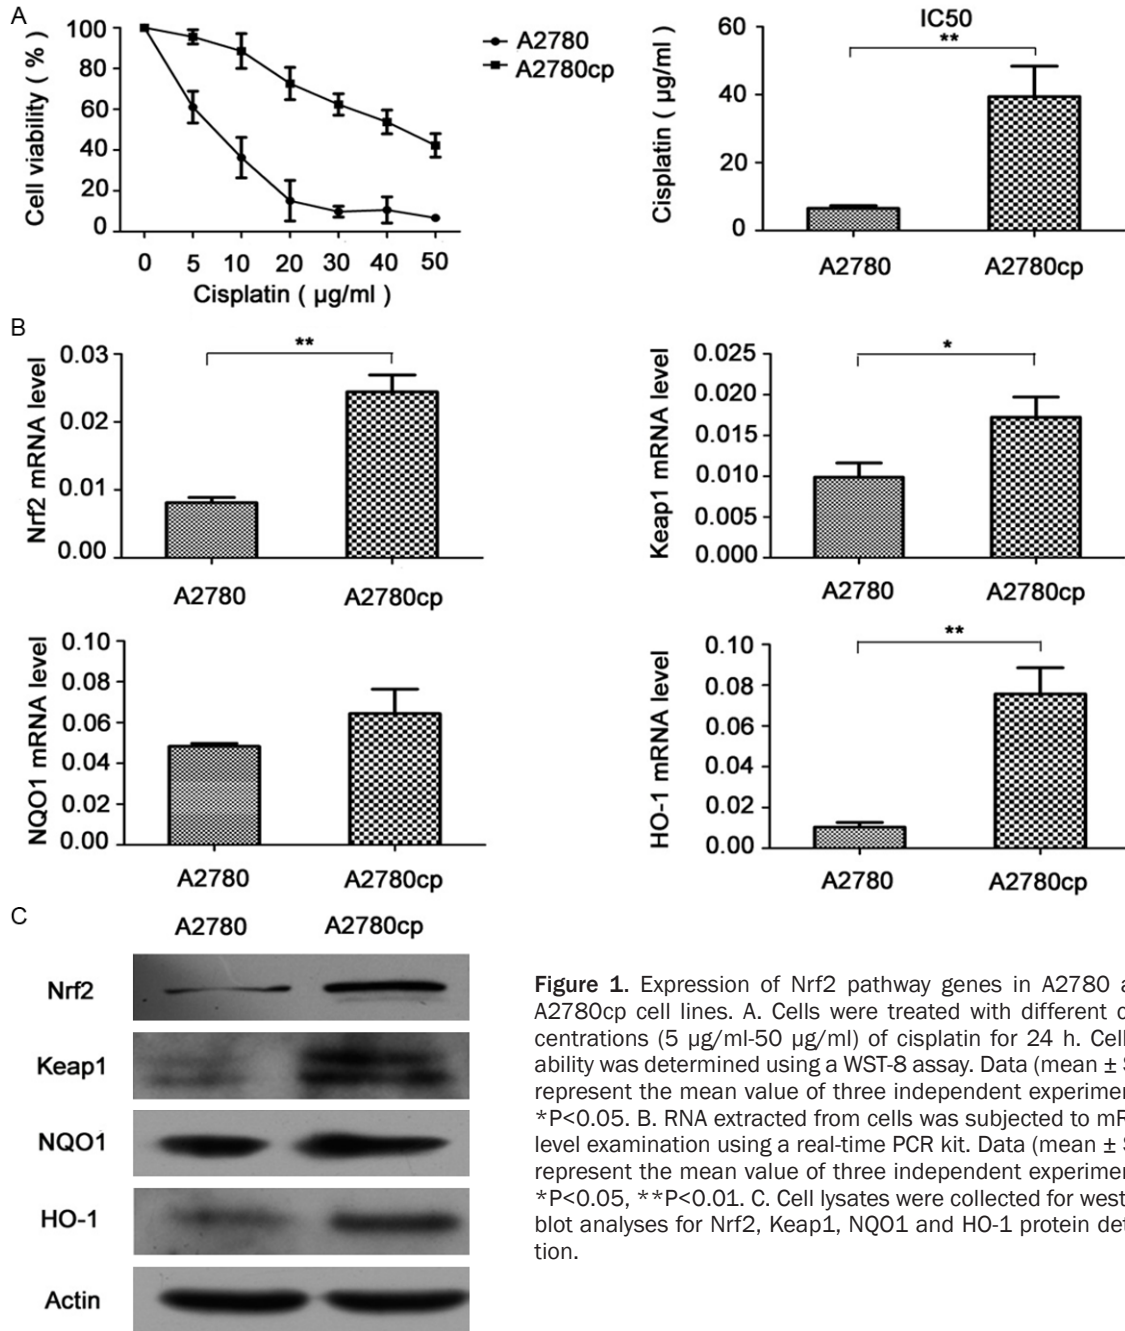 A
Cell viability ( % )
100
80
60
40
20
0
0 5 10 20 30 40 50
Cisplatin ( µg/ml )
A2780
A2780cp
IC50
**
Cisplatin ( µg/ml )
60
40
20
0
A2780 A2780cp
B
Nrf2 mRNA level
0.03
0.02
0.01
0.00
**
A2780 A2780cp
Keap1 mRNA level
0.025
0.020
0.015
0.010
0.005
0.000
*
A2780 A2780cp
NQO1 mRNA level
0.10
0.08
0.06
0.04
0.02
0.00
A2780 A2780cp
HO-1 mRNA level
0.10
0.08
0.06
0.04
0.02
0.00
**
A2780 A2780cp
C
A2780 A2780cp
Nrf2
Keap1
NQO1
HO-1
Actin
Figure 1. Expression of Nrf2 pathway genes in A2780 a
A2780cp cell lines. A. Cells were treated with different c
centrations (5 µg/ml-50 µg/ml) of cisplatin for 24 h. Cell
ability was determined using a WST-8 assay. Data (mean ± S
represent the mean value of three independent experimen
*P<0.05. B. RNA extracted from cells was subjected to mR
level examination using a real-time PCR kit. Data (mean ± S
represent the mean value of three independent experimen
*P<0.05, **P<0.01. C. Cell lysates were collected for west
blot analyses for Nrf2, Keap1, NQO1 and HO-1 protein det
tion.